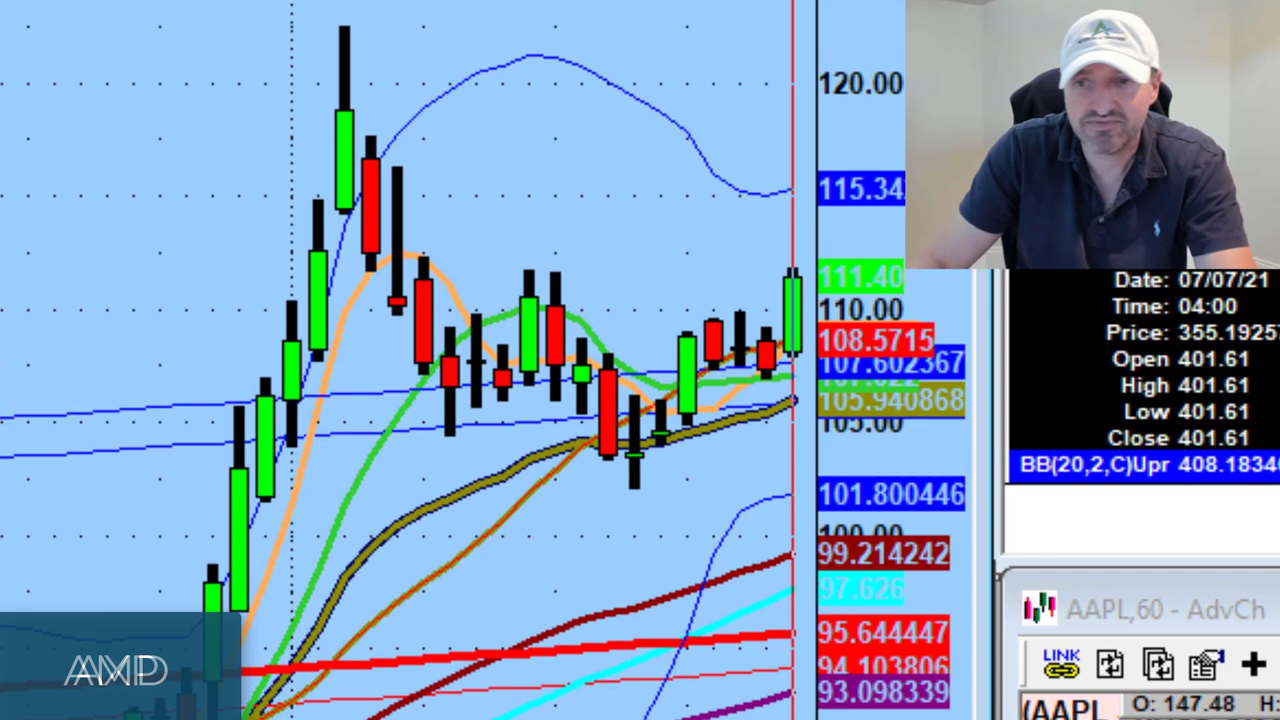 120.00
115.34
111.40
110.00
108.5715
107.602367
105.940868
105.00
101.800446
100.00
99.214242
97.626
95.644447
94.103806
93.098339
Date: 07/07/21
Time: 04:00
Price: 355.1925
Open 401.61
High 401.61
Low 401.61
Close 401.61
BB(20,2,C)Upr 408.1834
AAPL,60 - AdvCh
LINK
(AAPL O: 147.48 H:
AMD